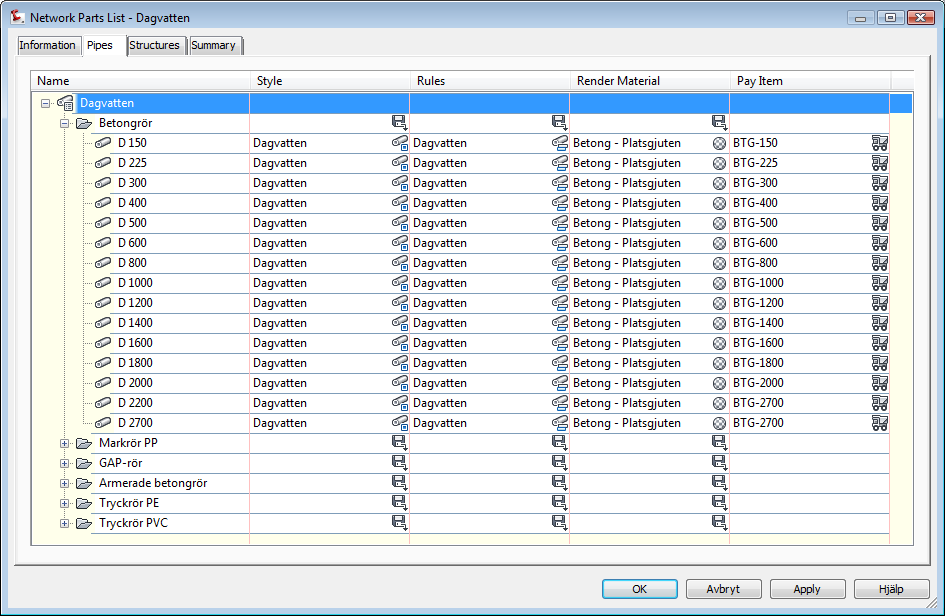 Network Parts List - Dagvatten
Information Pipes Structures Summary
Name Style Rules Render Material Pay Item
Dagvatten
Betongrör
D 150 Dagvatten Dagvatten Betong - Platsgjuten BTG-150
D 225 Dagvatten Dagvatten Betong - Platsgjuten BTG-225
D 300 Dagvatten Dagvatten Betong - Platsgjuten BTG-300
D 400 Dagvatten Dagvatten Betong - Platsgjuten BTG-400
D 500 Dagvatten Dagvatten Betong - Platsgjuten BTG-500
D 600 Dagvatten Dagvatten Betong - Platsgjuten BTG-600
D 800 Dagvatten Dagvatten Betong - Platsgjuten BTG-800
D 1000 Dagvatten Dagvatten Betong - Platsgjuten BTG-1000
D 1200 Dagvatten Dagvatten Betong - Platsgjuten BTG-1200
D 1400 Dagvatten Dagvatten Betong - Platsgjuten BTG-1400
D 1600 Dagvatten Dagvatten Betong - Platsgjuten BTG-1600
D 1800 Dagvatten Dagvatten Betong - Platsgjuten BTG-1800
D 2000 Dagvatten Dagvatten Betong - Platsgjuten BTG-2000
D 2200 Dagvatten Dagvatten Betong - Platsgjuten BTG-2700
D 2700 Dagvatten Dagvatten Betong - Platsgjuten BTG-2700
Markrör PP
GAP-rör
Armerade betongrör
Tryckrör PE
Tryckrör PVC
OK Avbryt Apply Hjälp